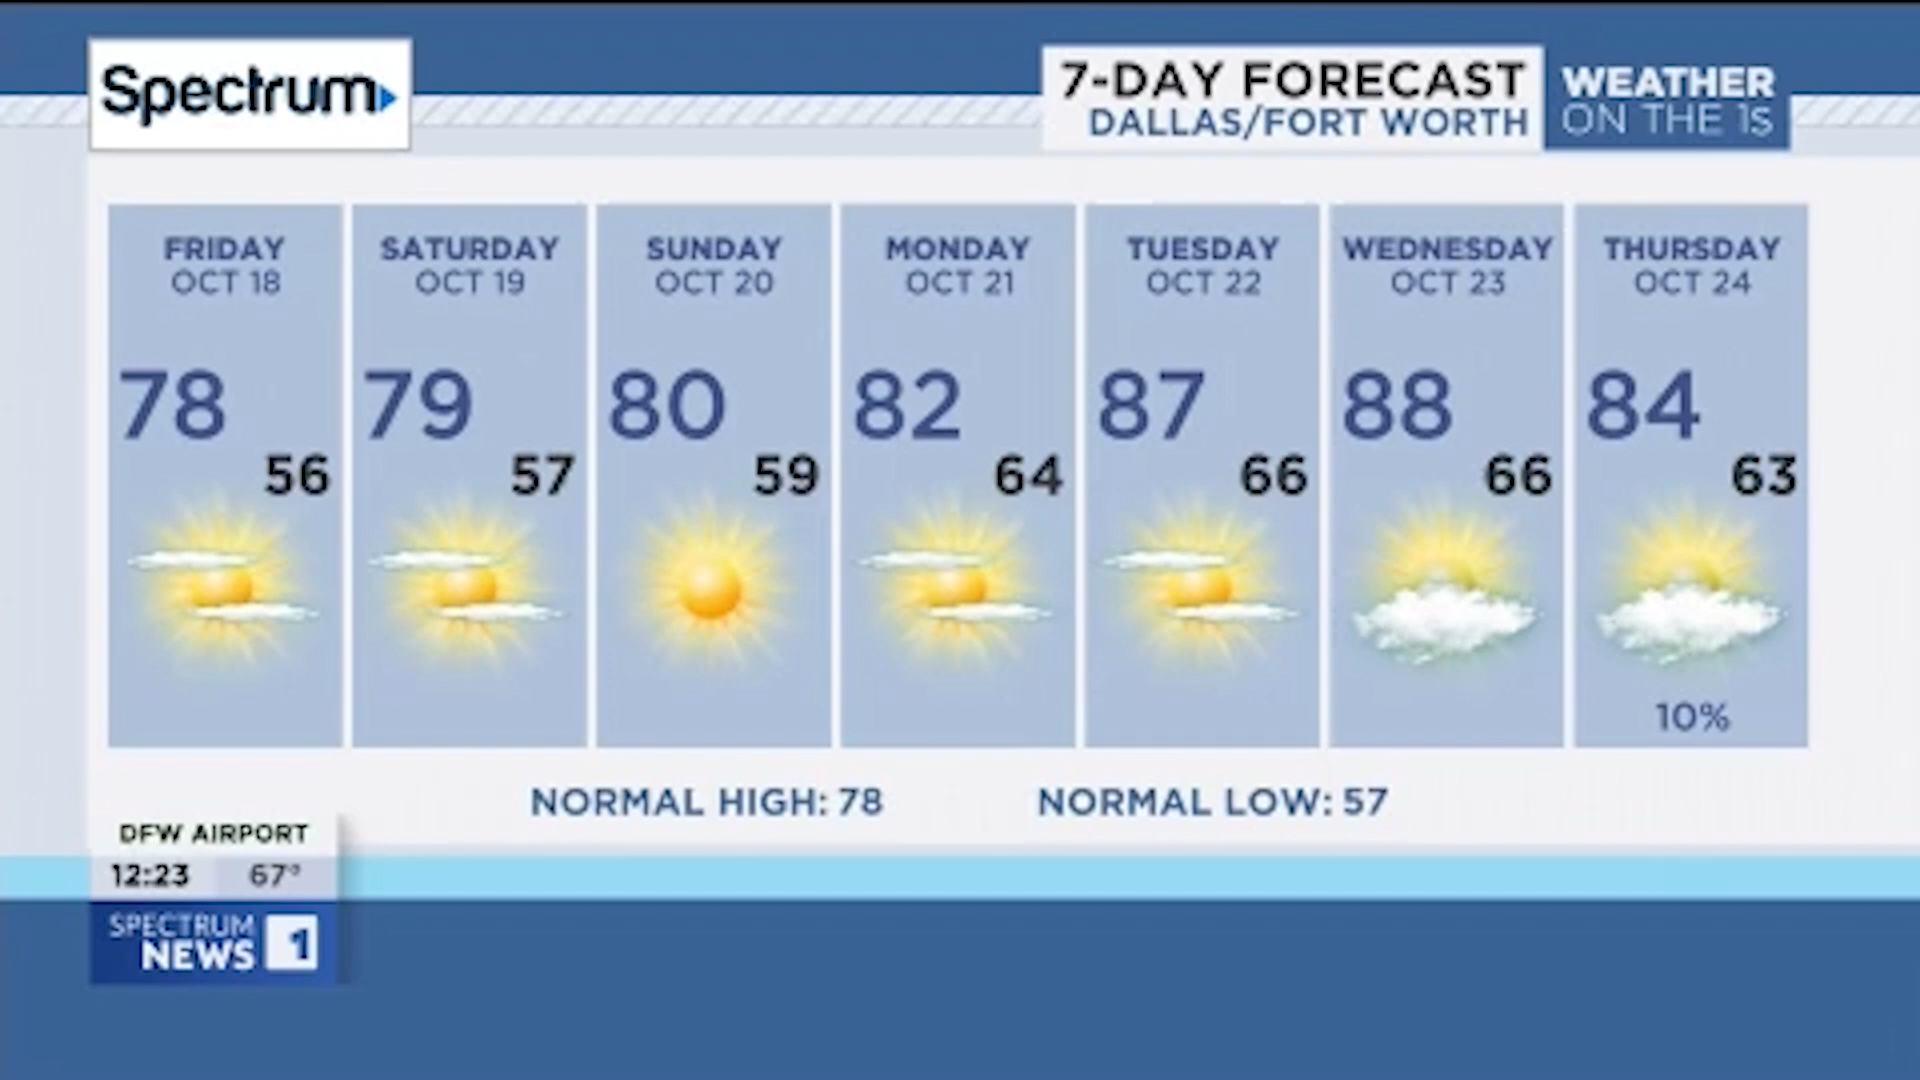 Spectrum
7-DAY FORECAST
DALLAS/FORT WORTH
WEATHER
ON THE 1s
FRIDAY
OCT 18
78
56
SATURDAY
OCT 19
79
57
SUNDAY
OCT 20
80
59
MONDAY
OCT 21
82
64
TUESDAY
OCT 22
87
66
WEDNESDAY
OCT 23
88
66
THURSDAY
OCT 24
84
63
10%
NORMAL HIGH: 78
NORMAL LOW: 57
DFW AIRPORT
12:23 67°
SPECTRUM
NEWS 1